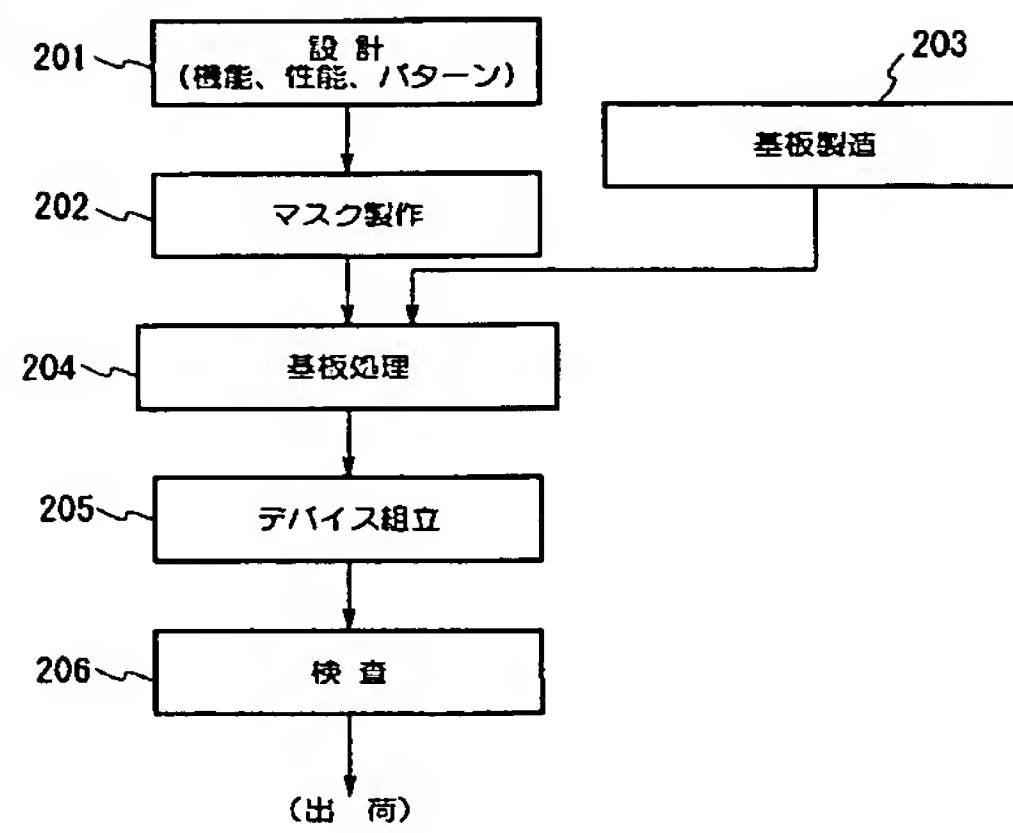 201
設 計
(機能、性能、パターン)
203
基板製造
202
マスク製作
204
基板処理
205
デバイス組立
206
検 査
(出 荷)